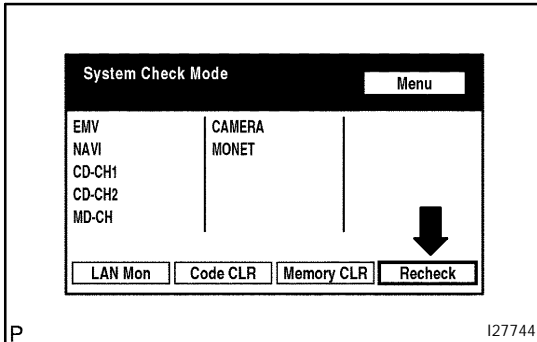 System Check Mode
Menu
EMV
NAVI
CD-CH1
CD-CH2
MD-CH
CAMERA
MONET
LAN Mon
Code CLR
Memory CLR
Recheck
P
I27744